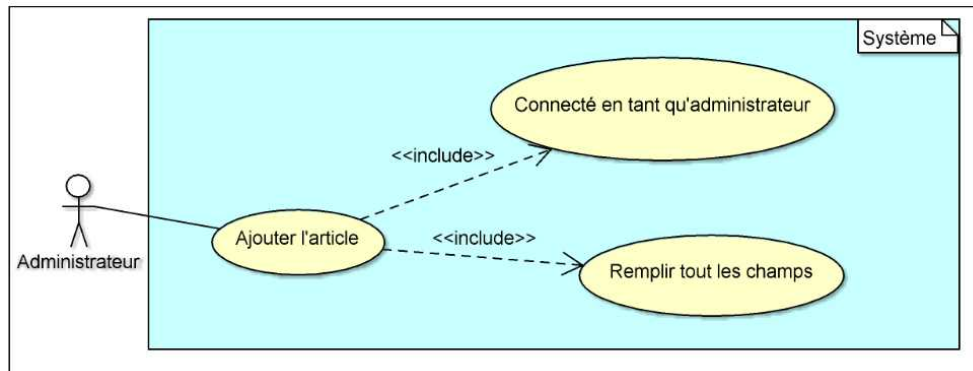 Système
Connecté en tant qu'administrateur
<<include>>
Ajouter l'article
<<include>>
Administrateur
Remplir tout les champs